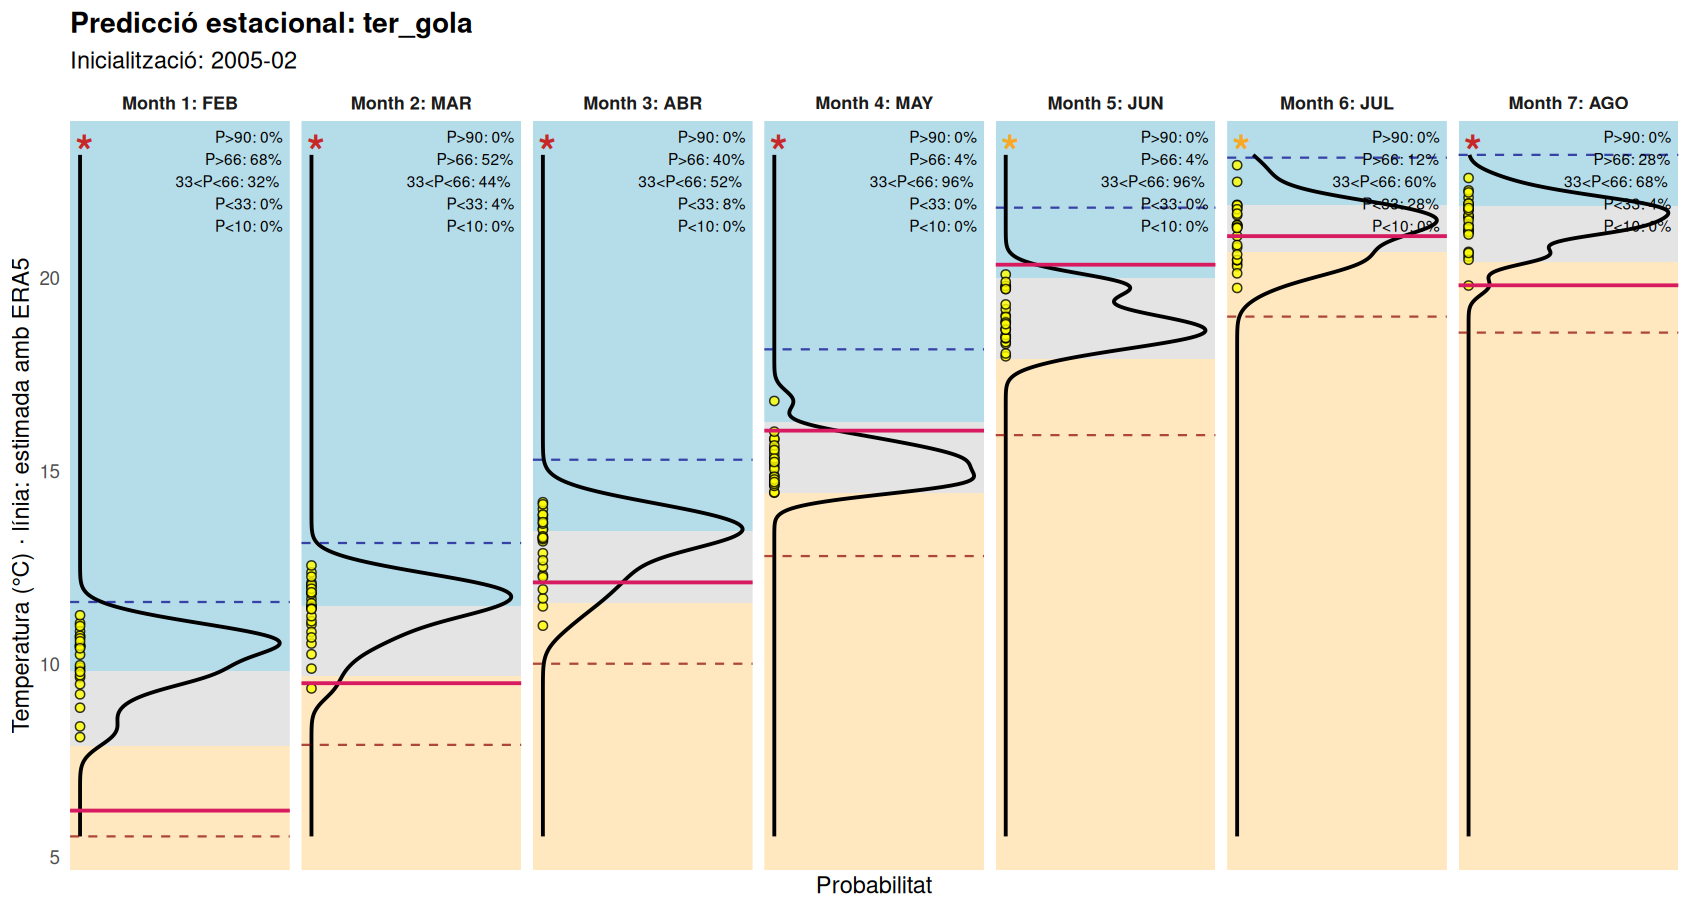 Predicció estacional: ter_gola
Inicialització: 2005-02
Month 1: FEB
Month 2: MAR
Month 3: ABR
Month 4: MAY
Month 5: JUN
Month 6: JUL
Month 7: AGO
*
P>90: 0%
P>66: 68%
33<P<66: 32%
P<33: 0%
P<10: 0%
*
P>90: 0%
P>66: 52%
33<P<66: 44%
P<33: 4%
P<10: 0%
*
P>90: 0%
P>66: 40%
33<P<66: 52%
P<33: 8%
P<10: 0%
*
P>90: 0%
P>66: 4%
33<P<66: 96%
P<33: 0%
P<10: 0%
*
P>90: 0%
P>66: 4%
33<P<66: 96%
P<33: 0%
P<10: 0%
*
P>90: 0%
P>66: 12%
33<P<66: 60%
P<33: 28%
P<10: 0%
*
P>90: 0%
P>66: 28%
33<P<66: 68%
P<33: 4%
P<10: 0%
20
15
10
5
Temperatura (°C) · línia: estimada amb ERA5
Probabilitat